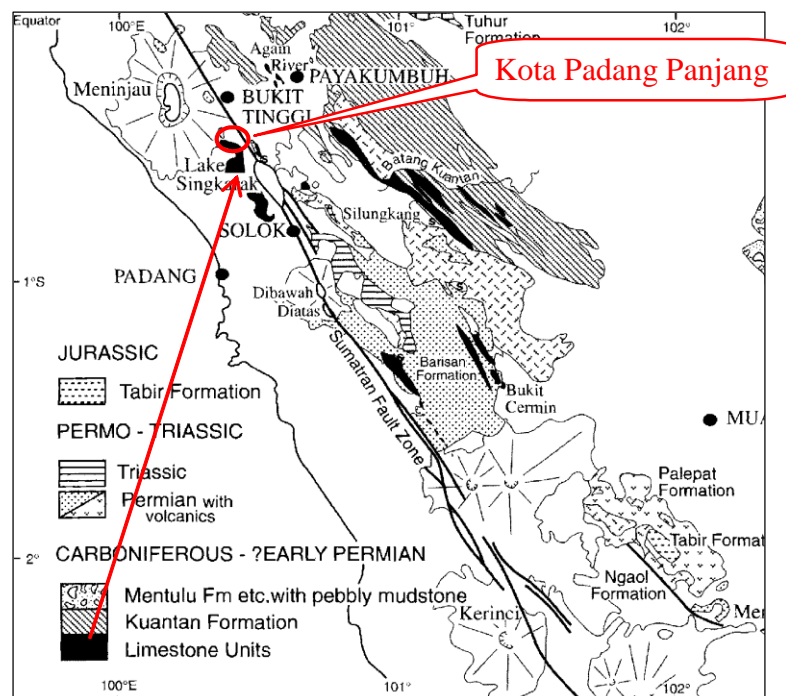 Equator
100°E
101°
102°
Tuhur
Formation
Again
River
PAYAKUMBUH
Kota Padang Panjang
Meninjau
BUKIT
TINGGI
Batang Kuantan
Lake
Singkarak
S
Silungkang
S
SOLOK
1°S
PADANG
S
Dibawah
Diatas
Sumatran Fault Zone
Barisan
Formation
Bukit
Cermin
JURASSIC
Tabir Formation
PERMO - TRIASSIC
Triassic
Permian with
volcanics
MUA
Palepat
Formation
Tabir Format
2°
CARBONIFEROUS - ?EARLY PERMIAN
Mentulu Fm etc. with pebbly mudstone
Kuantan Formation
Limestone Units
Ngaol
Formation
Mer
Kerinci
100°E
101°
102°